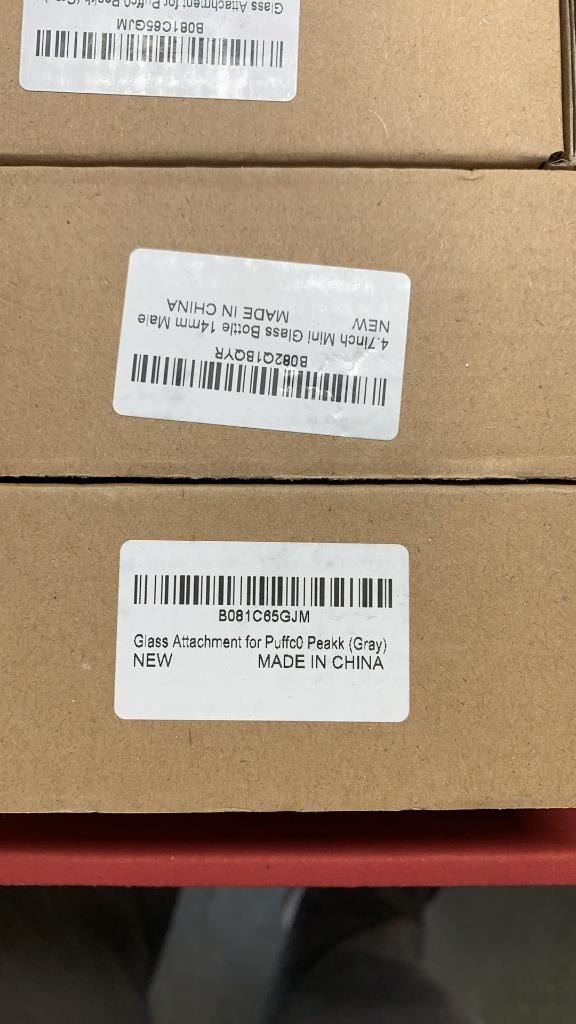 B081C65GJM
Glass Attachment for Puffc0 Peakk (Gray)
B082Q1BQYR
4.7inch Mini Glass Bottle 14mm Male
NEW MADE IN CHINA
B081C65GJM
Glass Attachment for Puffc0 Peakk (Gray)
NEW MADE IN CHINA